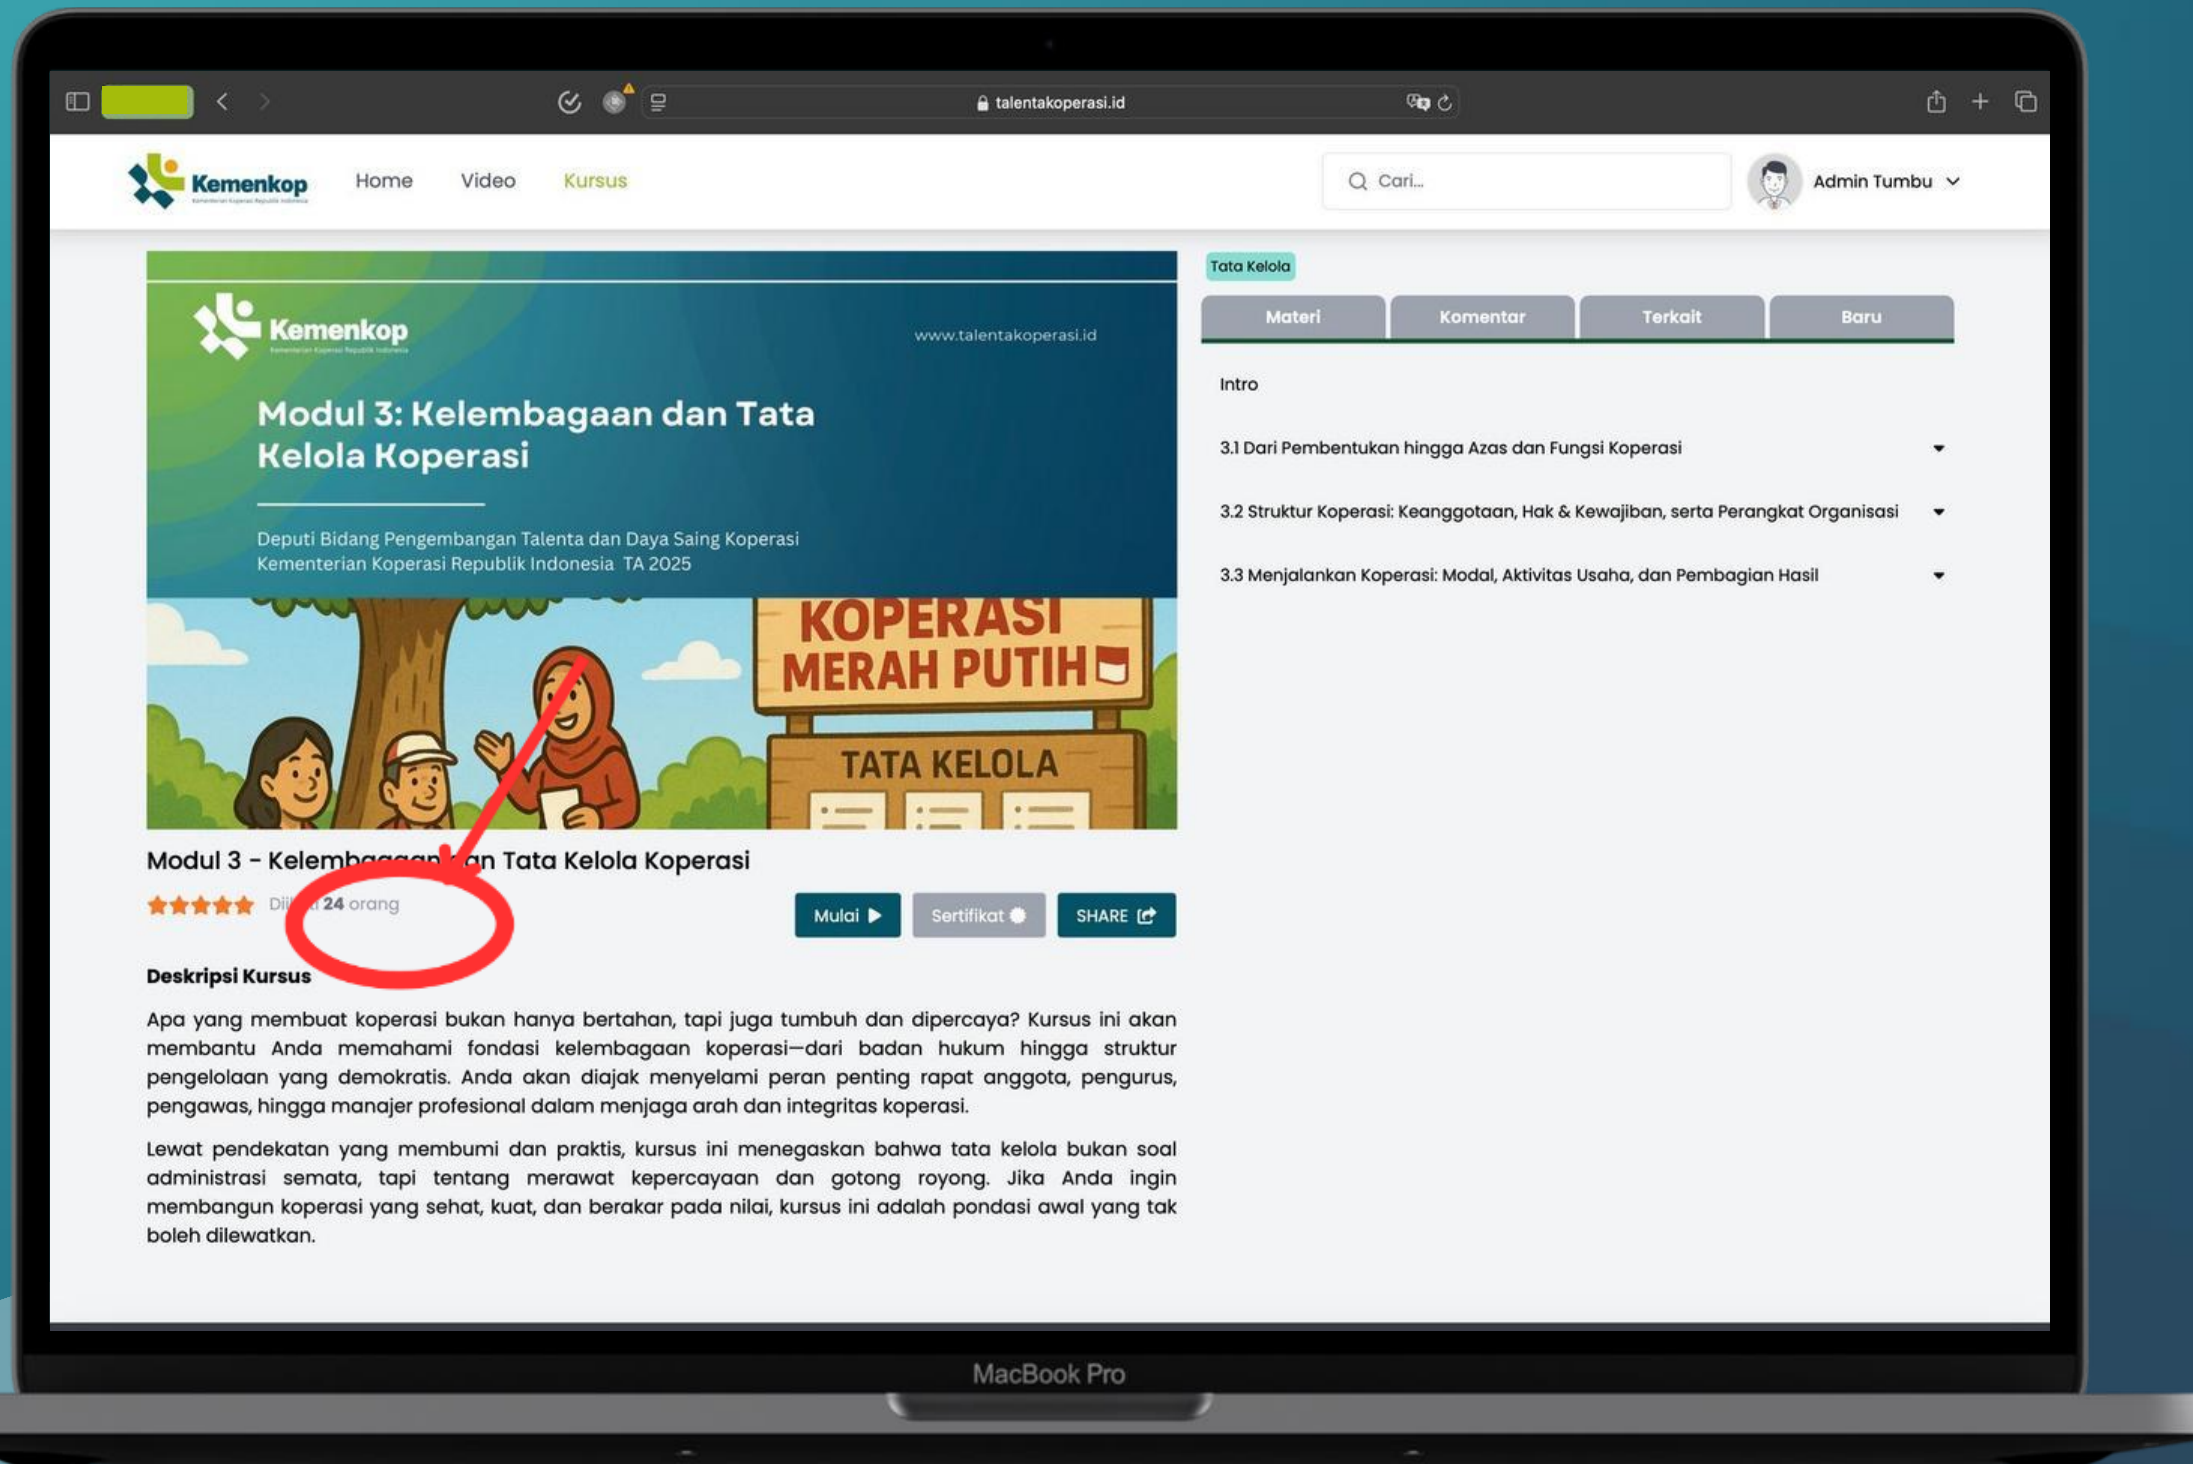 talentakoperasi.id
Kemenkop
Home
Video
Kursus
Cari...
Admin Tumbu
Kemenkop
www.talentakoperasi.id
Modul 3: Kelembagaan dan Tata
Kelola Koperasi
Deputi Bidang Pengembangan Talenta dan Daya Saing Koperasi
Kementerian Koperasi Republik Indonesia TA 2025
KOPERASI
MERAH PUTIH
TATA KELOLA
Modul 3 - Kelembagaan dan Tata Kelola Koperasi
24 orang
Mulai
Sertifikat
SHARE
Deskripsi Kursus
Apa yang membuat koperasi bukan hanya bertahan, tapi juga tumbuh dan dipercaya? Kursus ini akan
membantu Anda memahami fondasi kelembagaan koperasi—dari badan hukum hingga struktur
pengelolaan yang demokratis. Anda akan diajak menyelami peran penting rapat anggota, pengurus,
pengawas, hingga manajer profesional dalam menjaga arah dan integritas koperasi.
Lewat pendekatan yang membumi dan praktis, kursus ini menegaskan bahwa tata kelola bukan soal
administrasi semata, tapi tentang merawat kepercayaan dan gotong royong. Jika Anda ingin
membangun koperasi yang sehat, kuat, dan berakar pada nilai, kursus ini adalah pondasi awal yang tak
boleh dilewatkan.
Tata Kelola
Materi
Komentar
Terkait
Baru
Intro
3.1 Dari Pembentukan hingga Azas dan Fungsi Koperasi
3.2 Struktur Koperasi: Keanggotaan, Hak & Kewajiban, serta Perangkat Organisasi
3.3 Menjalankan Koperasi: Modal, Aktivitas Usaha, dan Pembagian Hasil
MacBook Pro